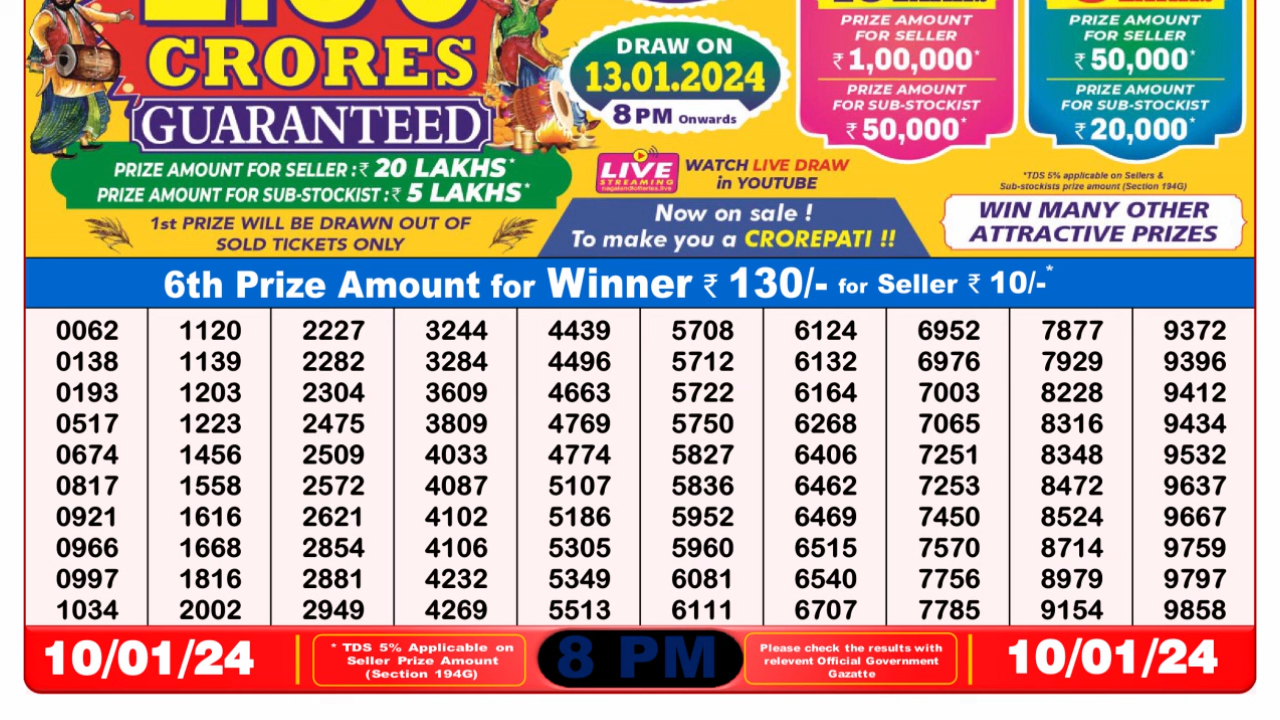 CRORES
GUARANTEED
PRIZE AMOUNT FOR SELLER :₹ 20 LAKHS*
PRIZE AMOUNT FOR SUB-STOCKIST :₹ 5 LAKHS*
1st PRIZE WILL BE DRAWN OUT OF
SOLD TICKETS ONLY
DRAW ON
13.01.2024
8 PM Onwards
LIVE
STREAMING
nagalandlotteries.live
WATCH LIVE DRAW
in YOUTUBE
Now on sale !
To make you a CROREPATI !!
PRIZE AMOUNT
FOR SELLER
₹ 1,00,000*
PRIZE AMOUNT
FOR SUB-STOCKIST
₹ 50,000*
PRIZE AMOUNT
FOR SELLER
₹ 50,000*
PRIZE AMOUNT
FOR SUB-STOCKIST
₹ 20,000*
*TDS 5% applicable on Sellers &
Sub-stockists prize amount (Section 194G)
WIN MANY OTHER
ATTRACTIVE PRIZES
6th Prize Amount for Winner ₹ 130/- for Seller ₹ 10/-*
0062 1120 2227 3244 4439 5708 6124 6952 7877 9372
0138 1139 2282 3284 4496 5712 6132 6976 7929 9396
0193 1203 2304 3609 4663 5722 6164 7003 8228 9412
0517 1223 2475 3809 4769 5750 6268 7065 8316 9434
0674 1456 2509 4033 4774 5827 6406 7251 8348 9532
0817 1558 2572 4087 5107 5836 6462 7253 8472 9637
0921 1616 2621 4102 5186 5952 6469 7450 8524 9667
0966 1668 2854 4106 5305 5960 6515 7570 8714 9759
0997 1816 2881 4232 5349 6081 6540 7756 8979 9797
1034 2002 2949 4269 5513 6111 6707 7785 9154 9858
10/01/24
* TDS 5% Applicable on
Seller Prize Amount
(Section 194G)
8 PM
Please check the results with
relevent Official Government
Gazatte
10/01/24